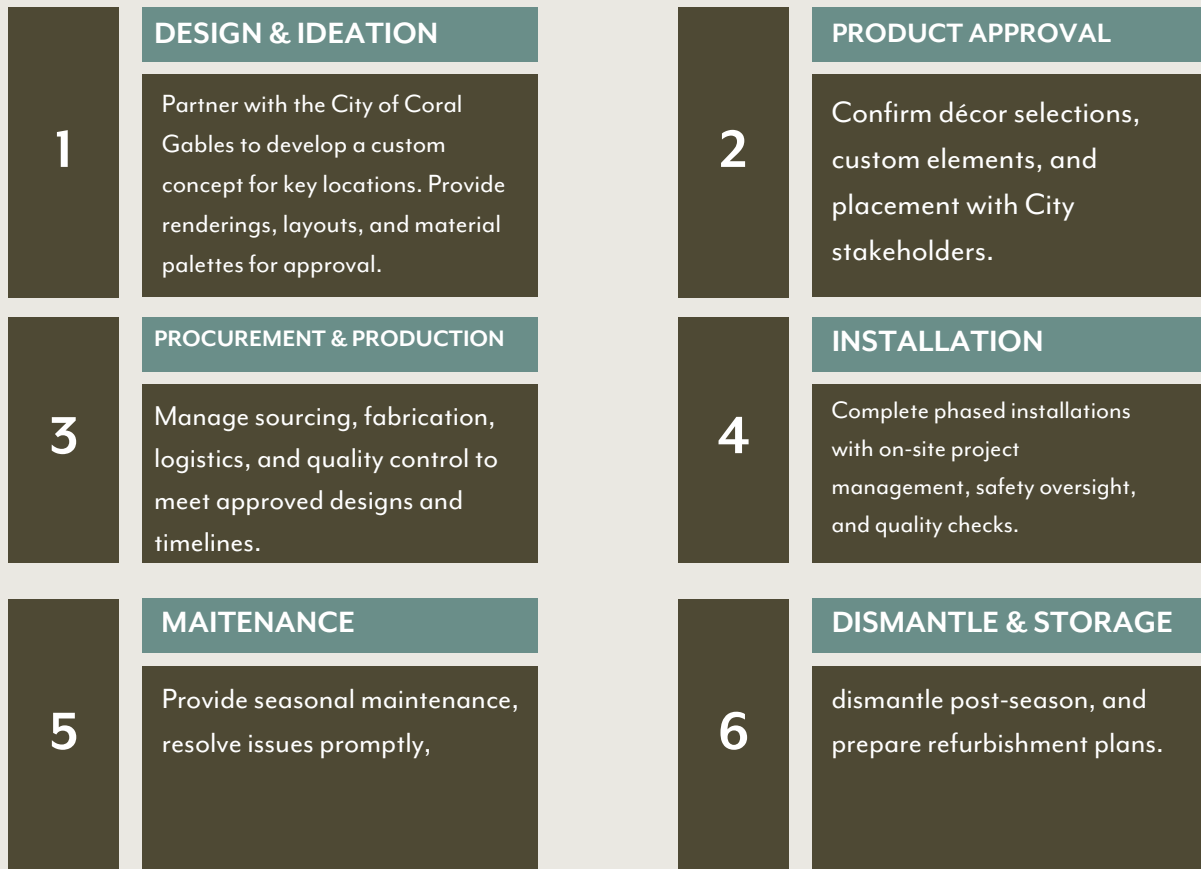 1
DESIGN & IDEATION
Partner with the City of Coral
Gables to develop a custom
concept for key locations. Provide
renderings, layouts, and material
palettes for approval.
2
PRODUCT APPROVAL
Confirm décor selections,
custom elements, and
placement with City
stakeholders.
3
PROCUREMENT & PRODUCTION
Manage sourcing, fabrication,
logistics, and quality control to
meet approved designs and
timelines.
4
INSTALLATION
Complete phased installations
with on-site project
management, safety oversight,
and quality checks.
5
MAITENANCE
Provide seasonal maintenance,
resolve issues promptly,
6
DISMANTLE & STORAGE
dismantle post-season, and
prepare refurbishment plans.